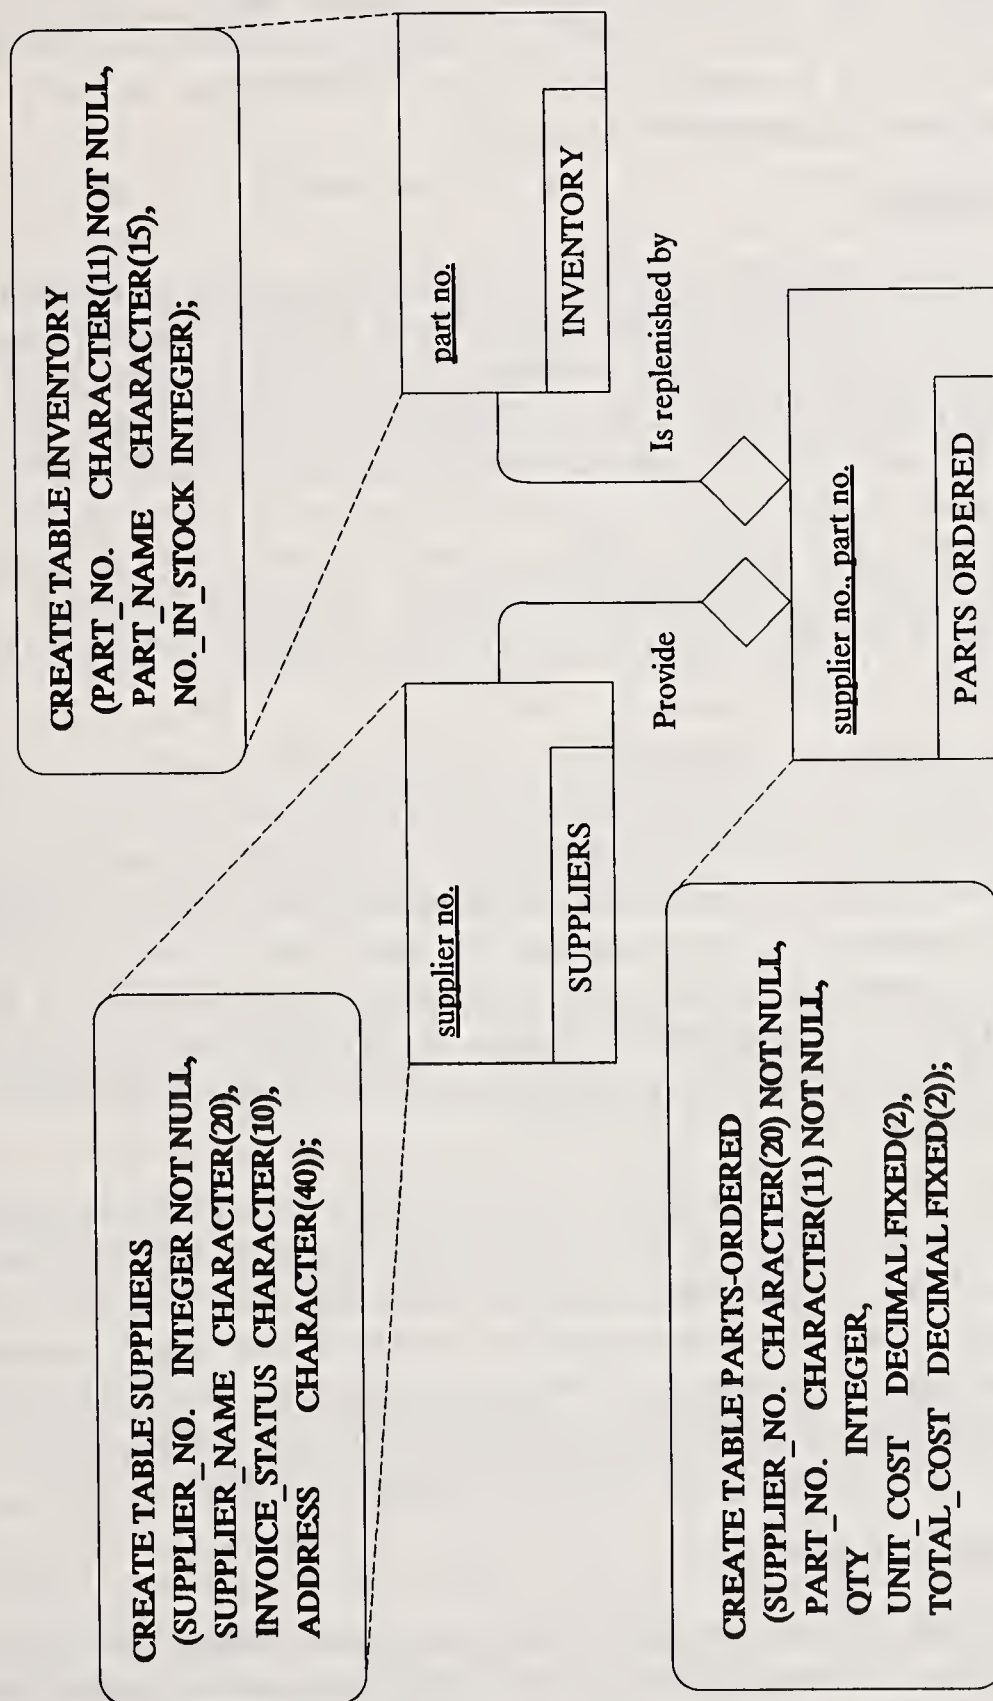 CREATE TABLE SUPPLIERS
(SUPPLIER_NO. INTEGER NOT NULL,
SUPPLIER_NAME CHARACTER(20),
INVOICE_STATUS CHARACTER(10),
ADDRESS CHARACTER(40));
CREATE TABLE INVENTORY
(PART_NO. CHARACTER(11) NOT NULL,
PART_NAME CHARACTER(15),
NO._IN_STOCK INTEGER);
supplier no.
SUPPLIERS
part no.
INVENTORY
Provide
Is replenished by
CREATE TABLE PARTS-ORDERED
(SUPPLIER_NO. CHARACTER(20) NOT NULL,
PART_NO. CHARACTER(11) NOT NULL,
QTY INTEGER,
UNIT_COST DECIMAL FIXED(2),
TOTAL_COST DECIMAL FIXED(2));
supplier no., part no.
PARTS ORDERED